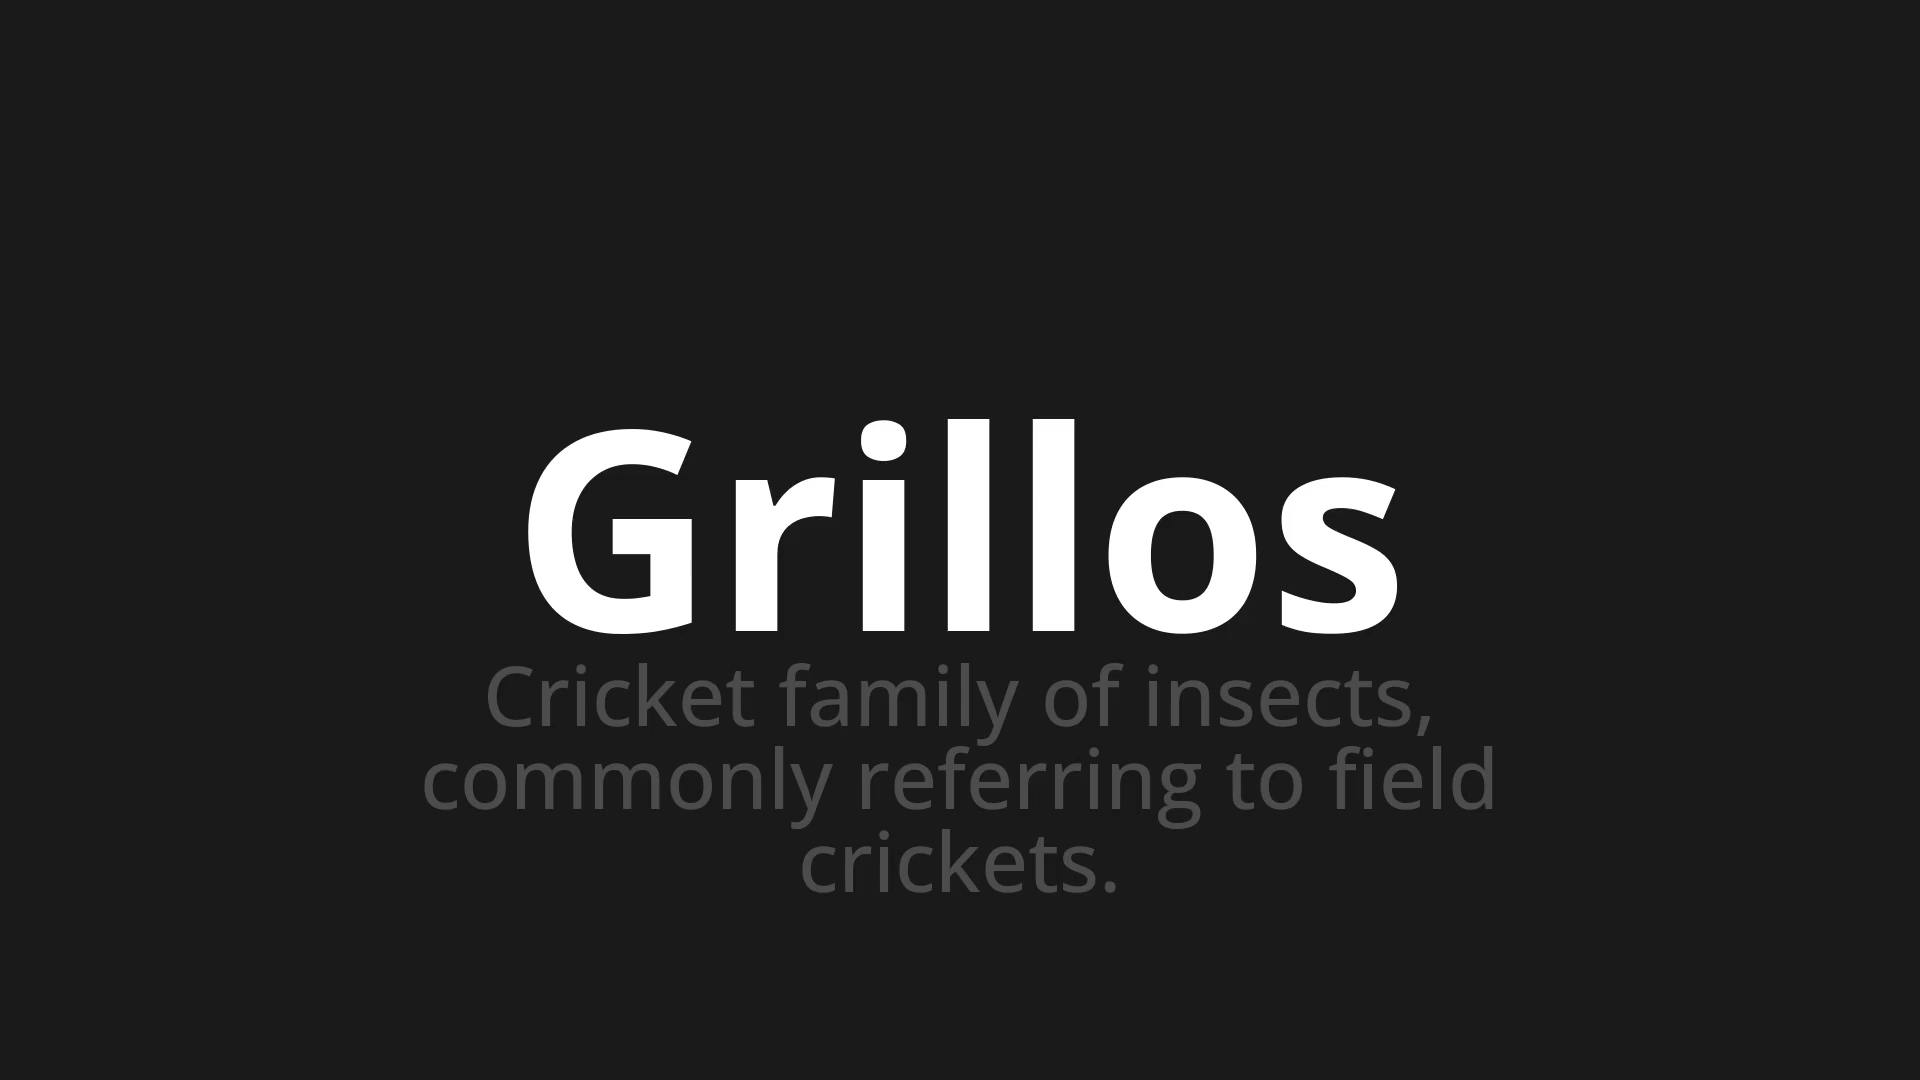 Grillos
Cricket family of insects,
commonly referring to field
crickets.